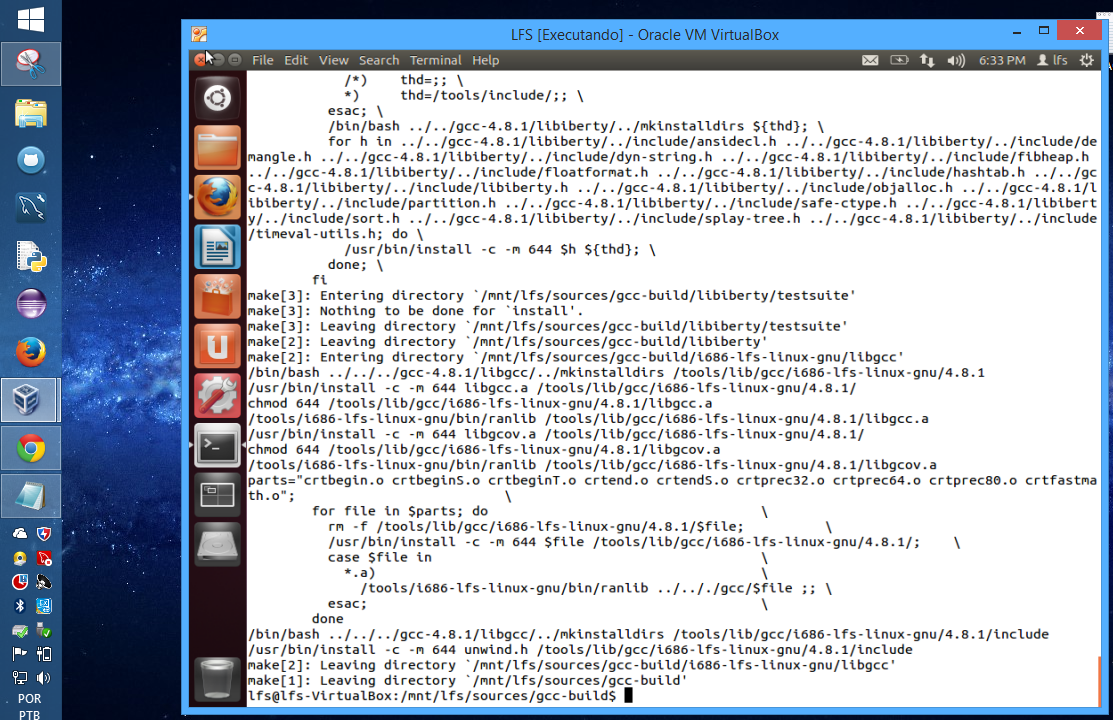 LFS [Executando] - Oracle VM VirtualBox
File Edit View Search Terminal Help 6:33 PM lfs
/*) thd=;; \
*) thd=/tools/include/;; \
esac; \
/bin/bash ../../gcc-4.8.1/libiberty/../mkinstalldirs ${thd}; \
for h in ../../gcc-4.8.1/libiberty/../include/ansidecl.h ../../gcc-4.8.1/libiberty/../include/de
mangle.h ../../gcc-4.8.1/libiberty/../include/dyn-string.h ../../gcc-4.8.1/libiberty/../include/fibheap.h
../../gcc-4.8.1/libiberty/../include/floatformat.h ../../gcc-4.8.1/libiberty/../include/hashtab.h ../../gc
c-4.8.1/libiberty/../include/libiberty.h ../../gcc-4.8.1/libiberty/../include/objalloc.h ../../gcc-4.8.1/l
ibiberty/../include/partition.h ../../gcc-4.8.1/libiberty/../include/safe-ctype.h ../../gcc-4.8.1/libibert
y/../include/sort.h ../../gcc-4.8.1/libiberty/../include/splay-tree.h ../../gcc-4.8.1/libiberty/../include
/timeval-utils.h; do \
/usr/bin/install -c -m 644 $h ${thd}; \
done; \
fi
make[3]: Entering directory `/mnt/lfs/sources/gcc-build/libiberty/testsuite'
make[3]: Nothing to be done for `install'.
make[3]: Leaving directory `/mnt/lfs/sources/gcc-build/libiberty/testsuite'
make[2]: Leaving directory `/mnt/lfs/sources/gcc-build/libiberty'
make[2]: Entering directory `/mnt/lfs/sources/gcc-build/i686-lfs-linux-gnu/libgcc'
/bin/bash ../../../gcc-4.8.1/libgcc/../mkinstalldirs /tools/lib/gcc/i686-lfs-linux-gnu/4.8.1
/usr/bin/install -c -m 644 libgcc.a /tools/lib/gcc/i686-lfs-linux-gnu/4.8.1/
chmod 644 /tools/lib/gcc/i686-lfs-linux-gnu/4.8.1/libgcc.a
/tools/i686-lfs-linux-gnu/bin/ranlib /tools/lib/gcc/i686-lfs-linux-gnu/4.8.1/libgcc.a
/usr/bin/install -c -m 644 libgcov.a /tools/lib/gcc/i686-lfs-linux-gnu/4.8.1/
chmod 644 /tools/lib/gcc/i686-lfs-linux-gnu/4.8.1/libgcov.a
/tools/i686-lfs-linux-gnu/bin/ranlib /tools/lib/gcc/i686-lfs-linux-gnu/4.8.1/libgcov.a
parts="crtbegin.o crtbeginS.o crtbeginT.o crtend.o crtendS.o crtprec32.o crtprec64.o crtprec80.o crtfastma
th.o"; \
for file in $parts; do \
rm -f /tools/lib/gcc/i686-lfs-linux-gnu/4.8.1/$file; \
/usr/bin/install -c -m 644 $file /tools/lib/gcc/i686-lfs-linux-gnu/4.8.1/; \
case $file in \
*.a) \
/tools/i686-lfs-linux-gnu/bin/ranlib ../.././gcc/$file ;; \
esac; \
done
/bin/bash ../../../gcc-4.8.1/libgcc/../mkinstalldirs /tools/lib/gcc/i686-lfs-linux-gnu/4.8.1/include
/usr/bin/install -c -m 644 unwind.h /tools/lib/gcc/i686-lfs-linux-gnu/4.8.1/include
make[2]: Leaving directory `/mnt/lfs/sources/gcc-build/i686-lfs-linux-gnu/libgcc'
make[1]: Leaving directory `/mnt/lfs/sources/gcc-build'
lfs@lfs-VirtualBox:/mnt/lfs/sources/gcc-build$
POR
PTB